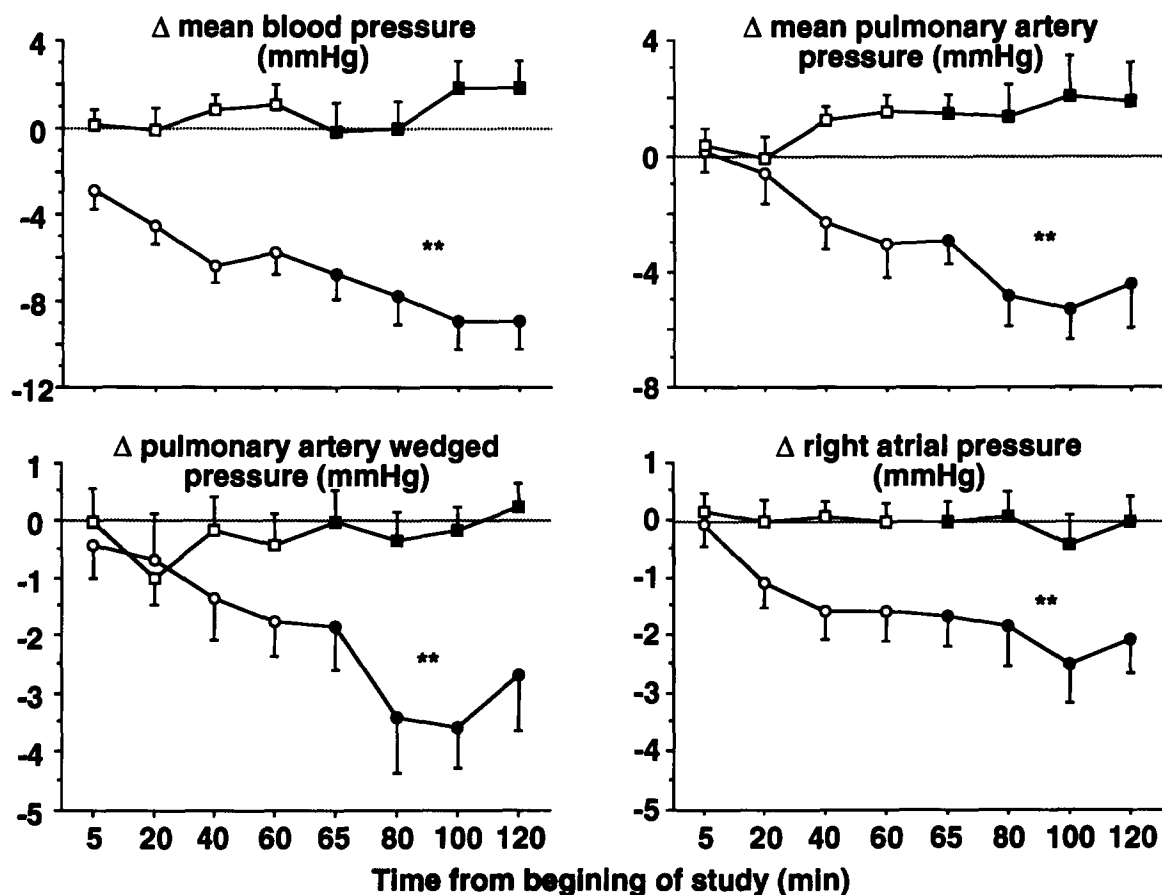 Δ mean blood pressure
(mmHg)
4
0
-4
-8
-12
**
Δ mean pulmonary artery
pressure (mmHg)
4
0
-4
-8
**
Δ pulmonary artery wedged
pressure (mmHg)
1
0
-1
-2
-3
-4
-5
**
5 20 40 60 65 80 100 120
Δ right atrial pressure
(mmHg)
1
0
-1
-2
-3
-4
-5
**
5 20 40 60 65 80 100 120
Time from begining of study (min)